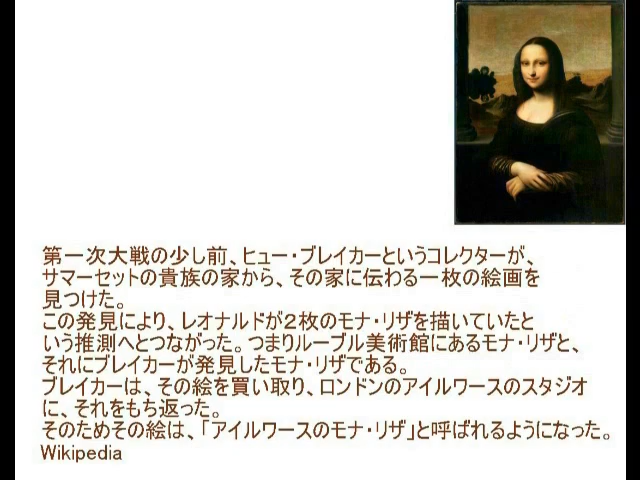 第一次大戦の少し前、ヒュー・ブレイカーというコレクターが、
サマーセットの貴族の家から、その家に伝わる一枚の絵画を
見つけた。
この発見により、レオナルドが２枚のモナ・リザを描いていたと
いう推測へとつながった。つまりルーブル美術館にあるモナ・リザと、
それにブレイカーが発見したモナ・リザである。
ブレイカーは、その絵を買い取り、ロンドンのアイルワースのスタジオ
に、それをもち返った。
そのためその絵は、「アイルワースのモナ・リザ」と呼ばれるようになった。
Wikipedia